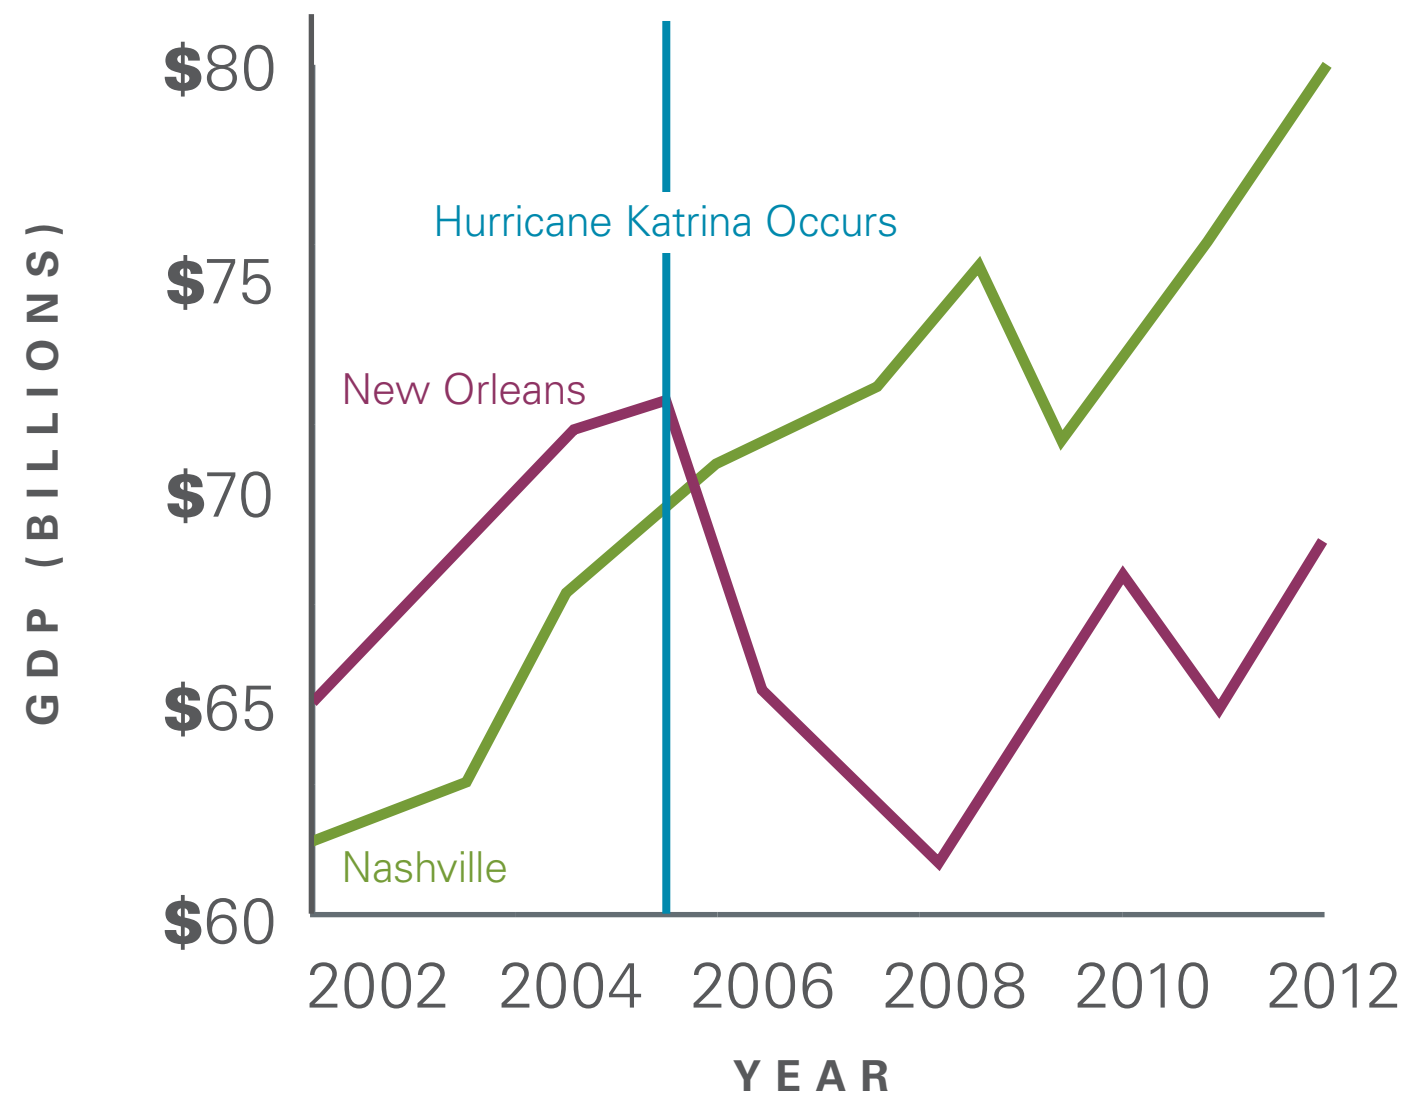 $80
Hurricane Katrina Occurs
$75
New Orleans
$70
$65
Nashville
$60
GDP (BILLIONS)
2002 2004 2006 2008 2010 2012
YEAR